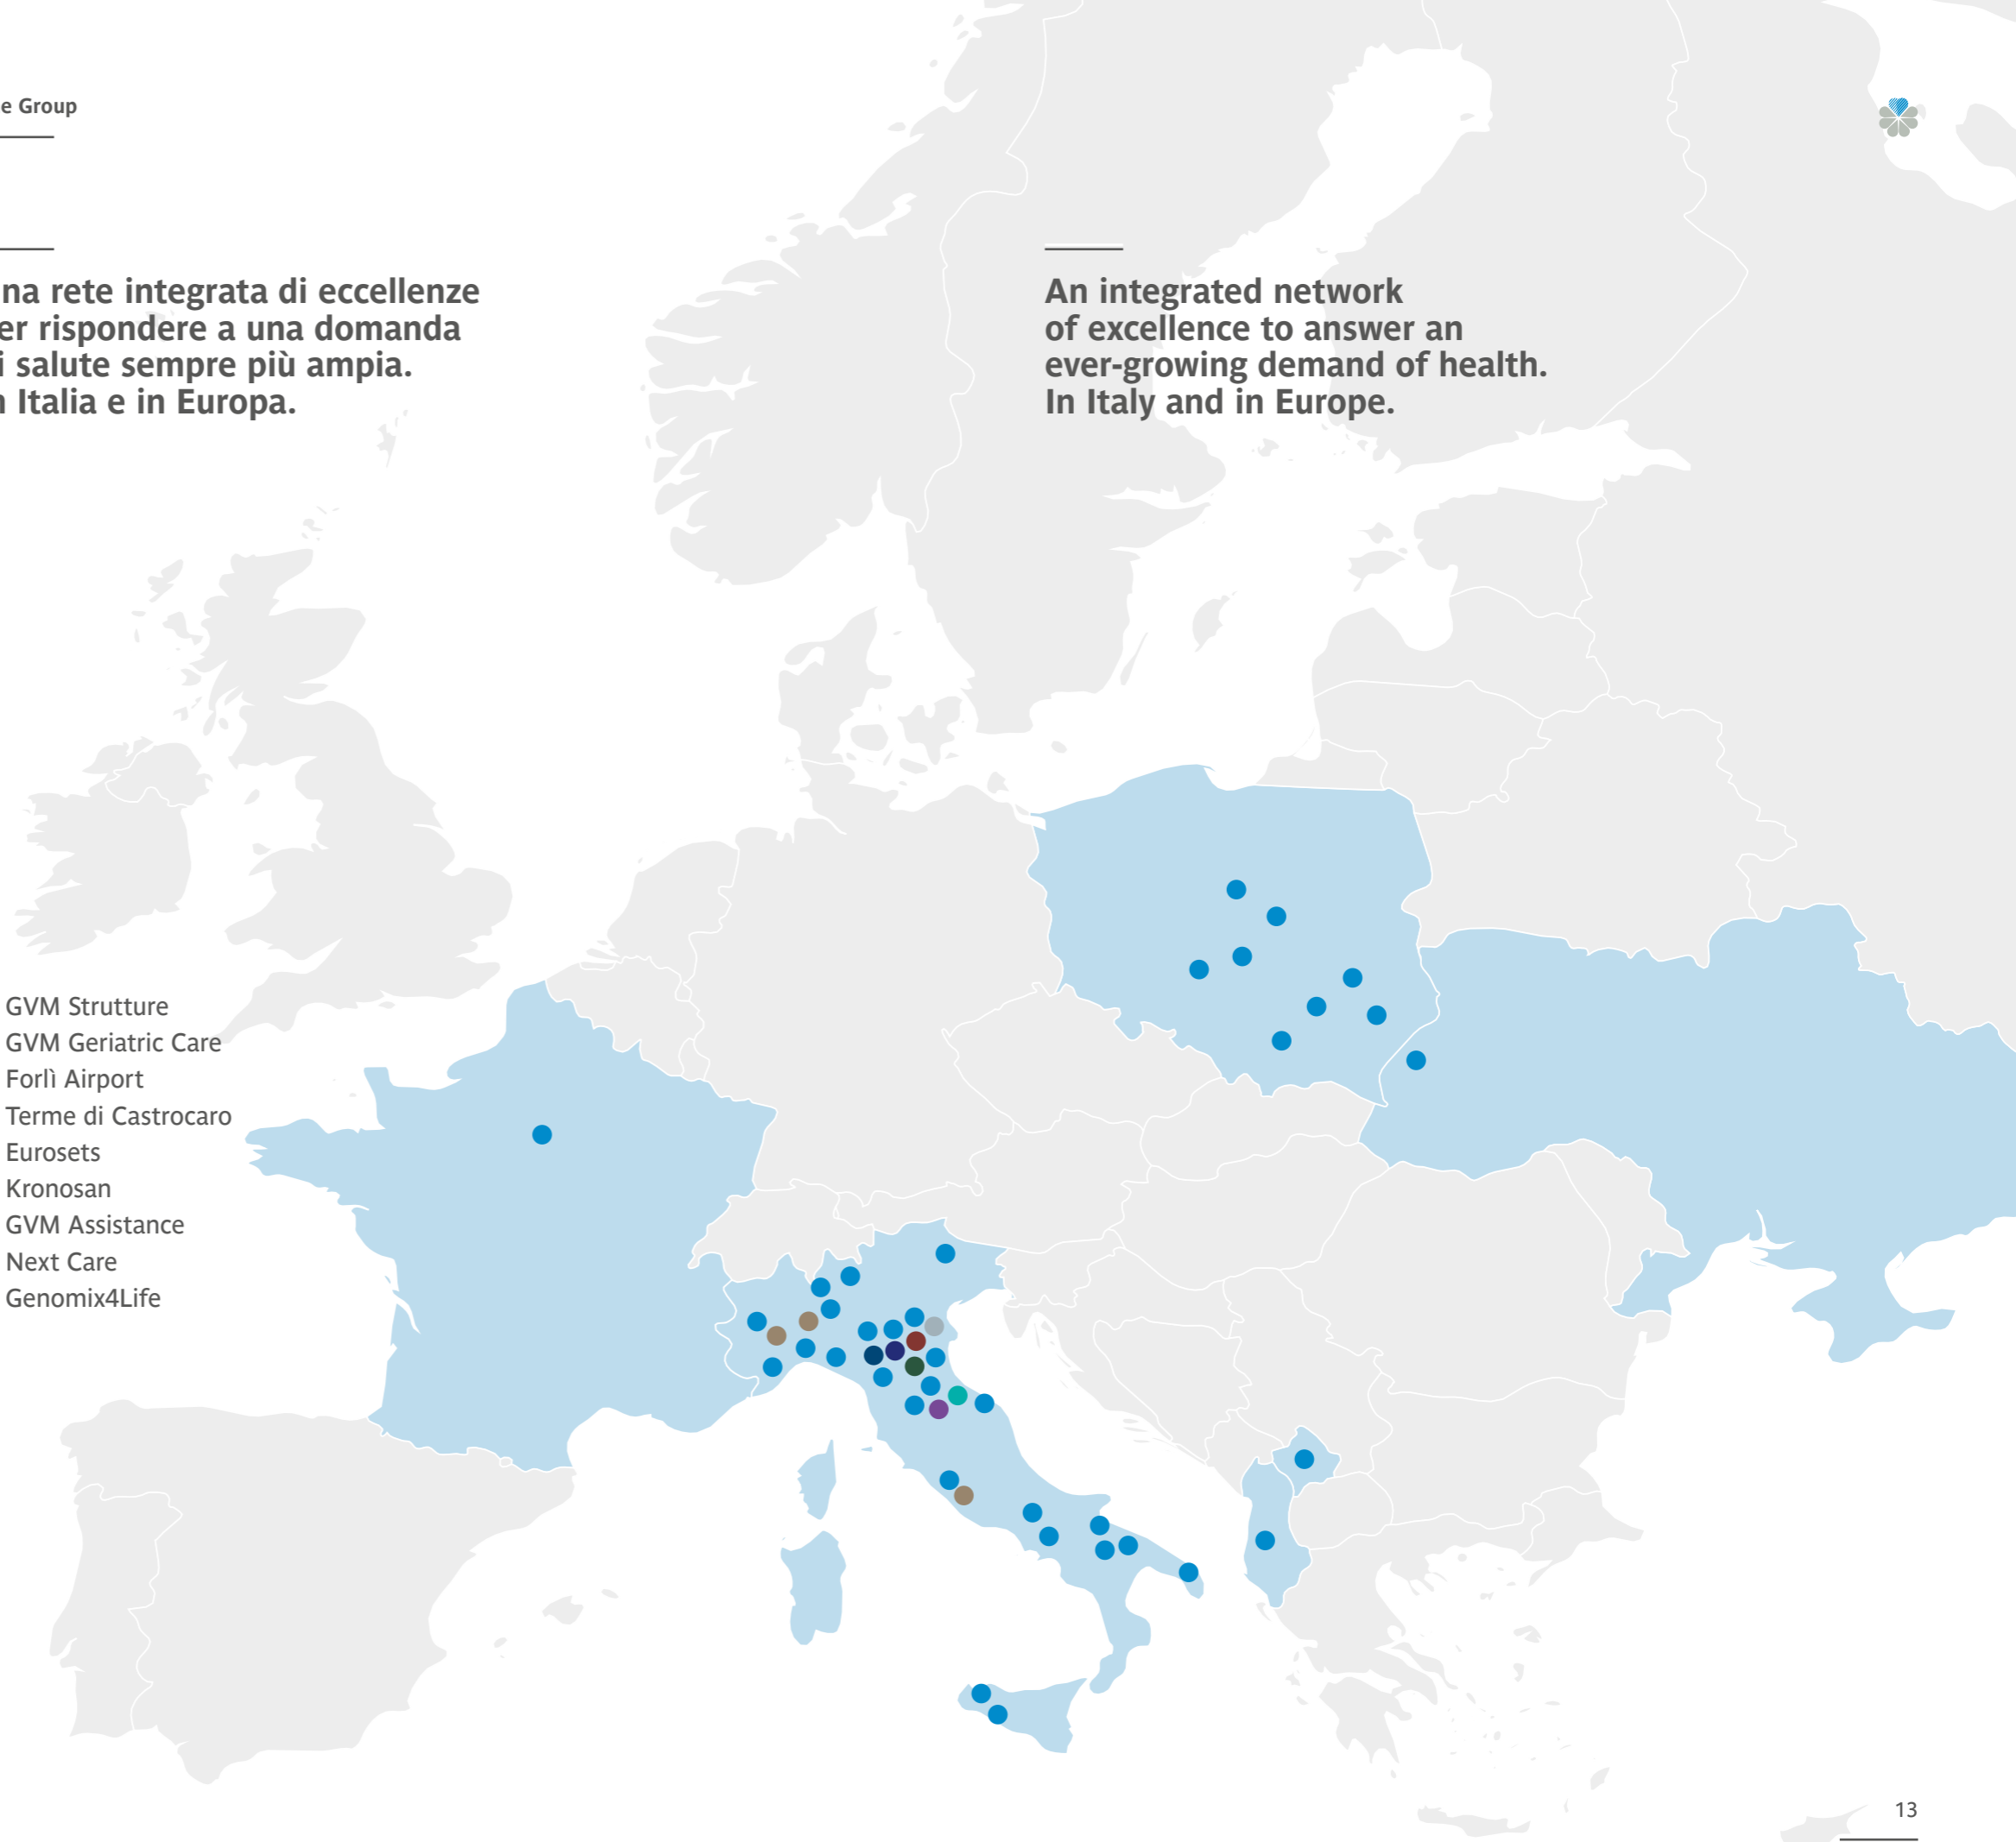 e Group
na rete integrata di eccellenze
er rispondere a una domanda
i salute sempre più ampia.
n Italia e in Europa.
An integrated network
of excellence to answer an
ever-growing demand of health.
In Italy and in Europe.
GVM Strutture
GVM Geriatric Care
Forlì Airport
Terme di Castrocaro
Eurosets
Kronosan
GVM Assistance
Next Care
Genomix4Life
13